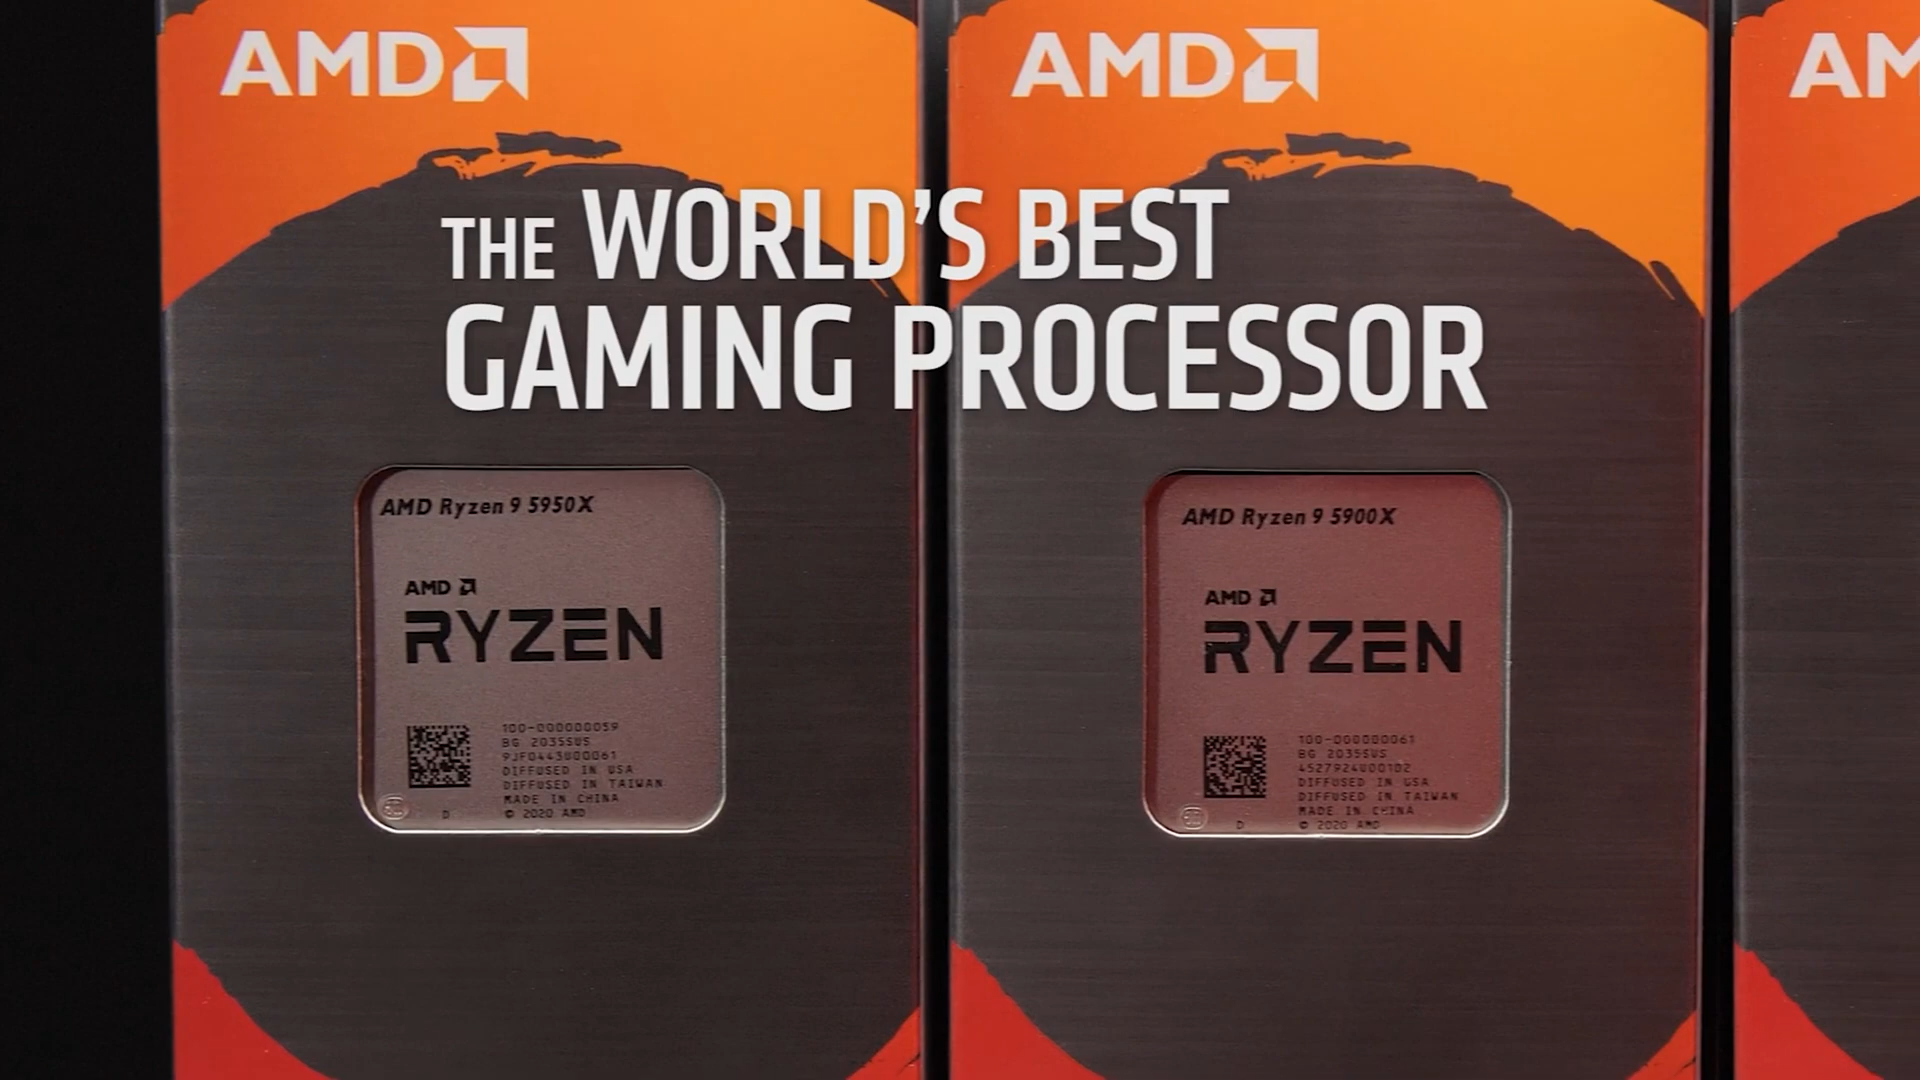 AMD
AMD
AM
THE WORLD'S BEST
GAMING PROCESSOR
AMD Ryzen 9 5950X
AMD
RYZEN
100-000000059
BG 2035SUS
9JF0443U00061
DIFFUSED IN USA
DIFFUSED IN TAIWAN
MADE IN CHINA
© 2020 AMD
D
AMD Ryzen 9 5900X
AMD
RYZEN
100-000000061
BG 2035SUS
4527924U00102
DIFFUSED IN USA
DIFFUSED IN TAIWAN
MADE IN CHINA
© 2020 AMD
D